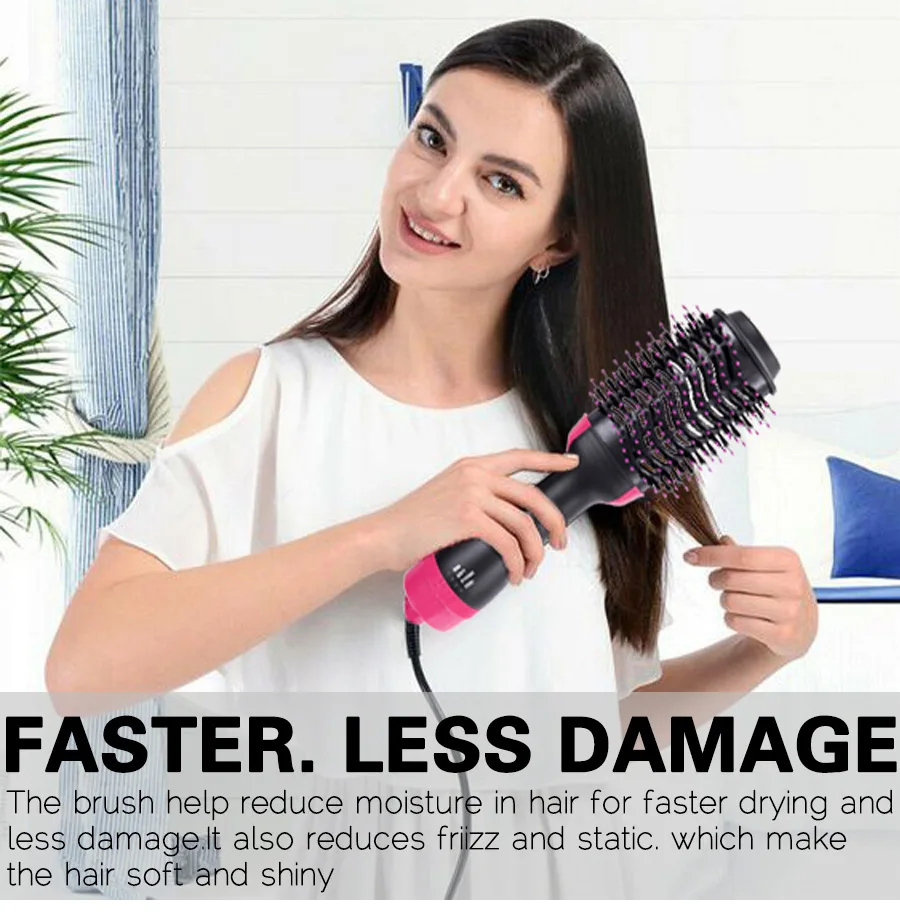 FASTER. LESS DAMAGE
The brush help reduce moisture in hair for faster drying and
less damage.It also reduces friizz and static. which make
the hair soft and shiny